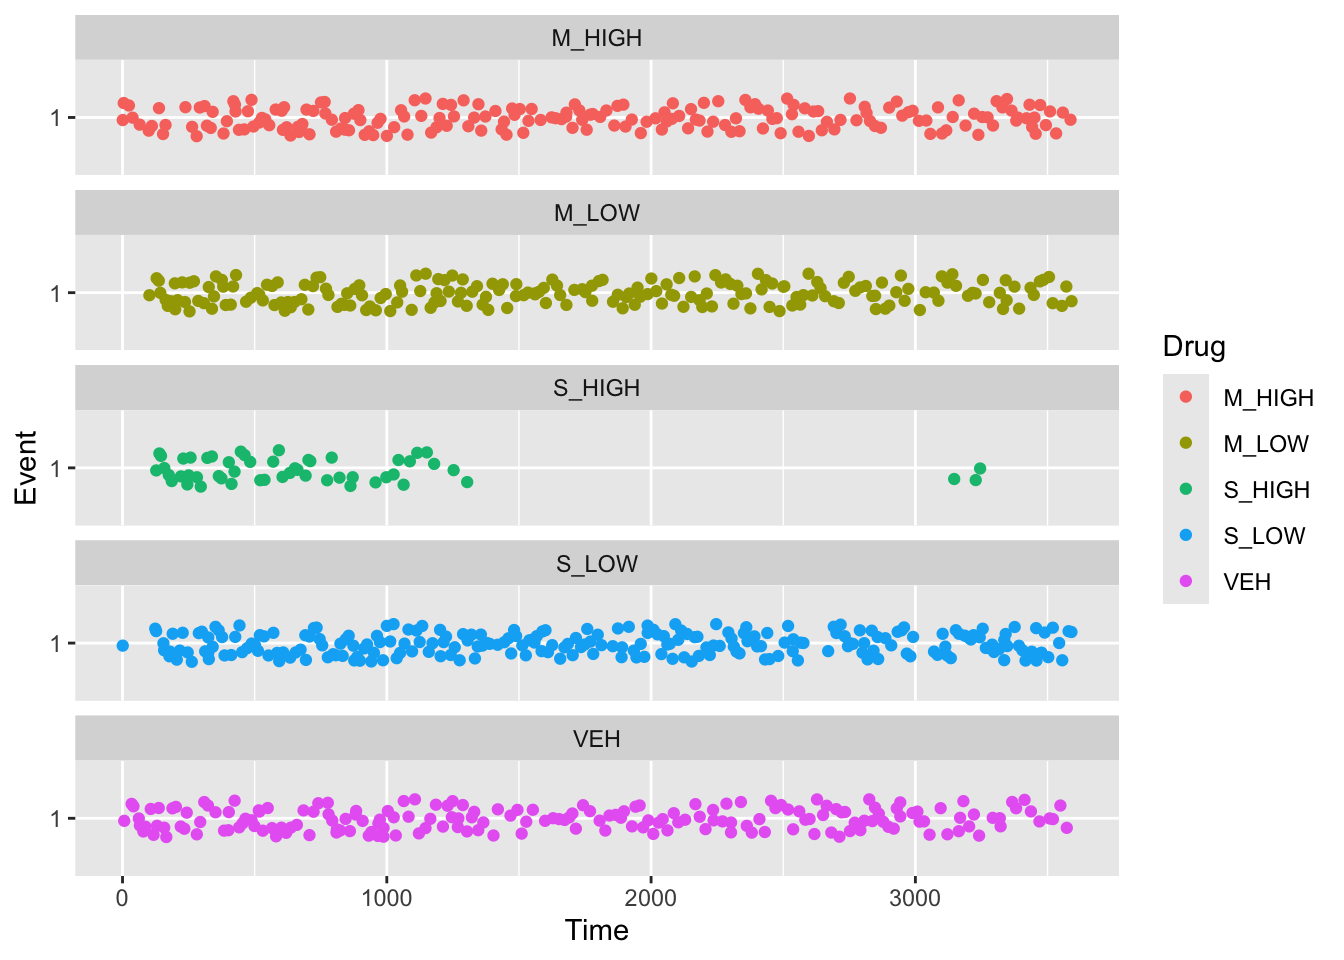 M_HIGH
1
M_LOW
1
S_HIGH
1
S_LOW
1
VEH
1
0 1000 2000 3000
Time
Event
Drug
M_HIGH
M_LOW
S_HIGH
S_LOW
VEH